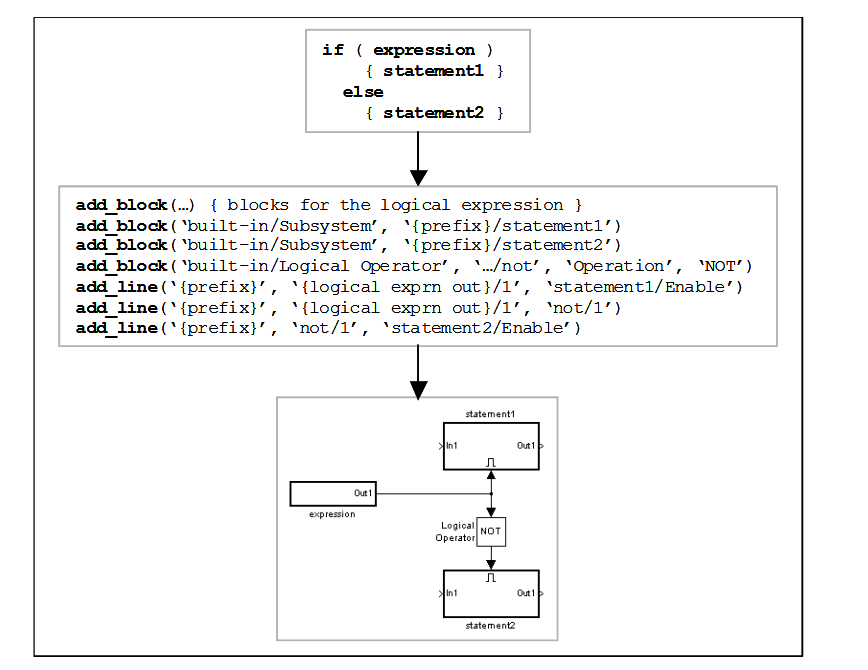 if ( expression )
{ statement1 }
else
{ statement2 }
add_block(…) { blocks for the logical expression }
add_block(‘built-in/Subsystem’, ‘{prefix}/statement1’)
add_block(‘built-in/Subsystem’, ‘{prefix}/statement2’)
add_block(‘built-in/Logical Operator’, ‘…/not’, ‘Operation’, ‘NOT’)
add_line(‘{prefix}’, ‘{logical exprn out}/1’, ‘statement1/Enable’)
add_line(‘{prefix}’, ‘{logical exprn out}/1’, ‘not/1’)
add_line(‘{prefix}’, ‘not/1’, ‘statement2/Enable’)
statement1
In1 Out1
Out1
expression
Logical
Operator
NOT
In1 Out1
statement2